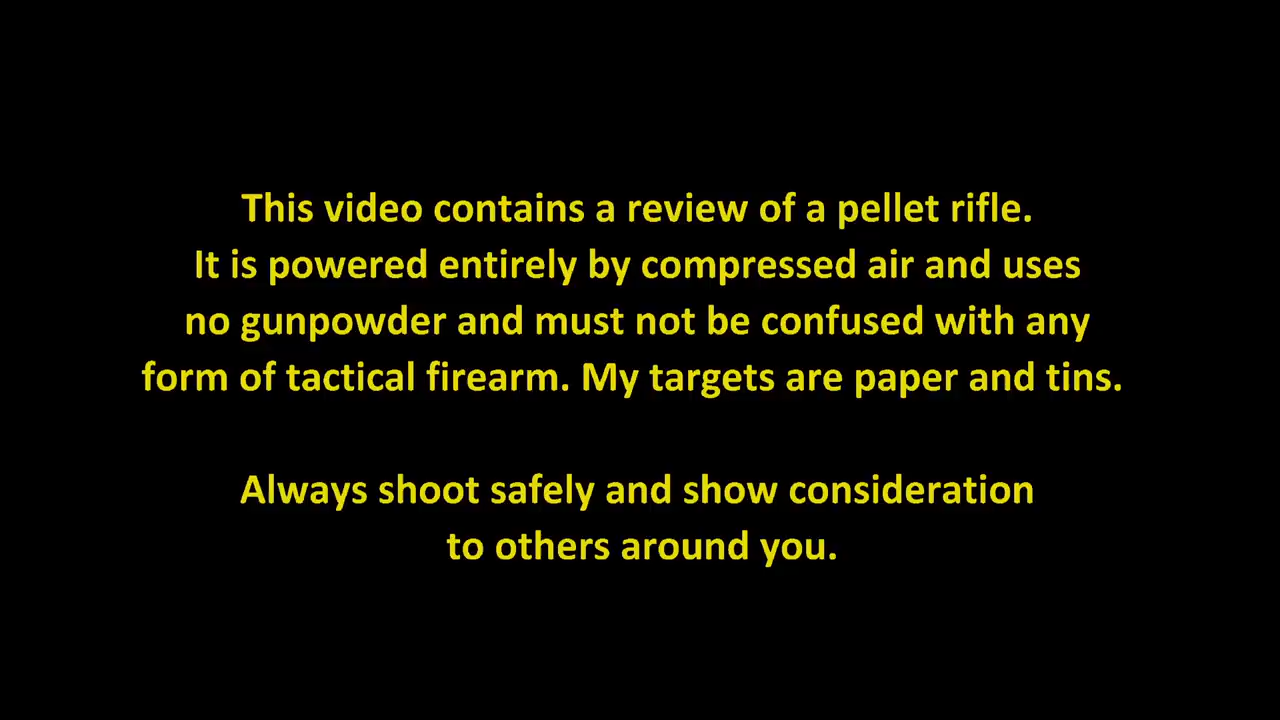 This video contains a review of a pellet rifle.
It is powered entirely by compressed air and uses
no gunpowder and must not be confused with any
form of tactical firearm. My targets are paper and tins.
Always shoot safely and show consideration
to others around you.